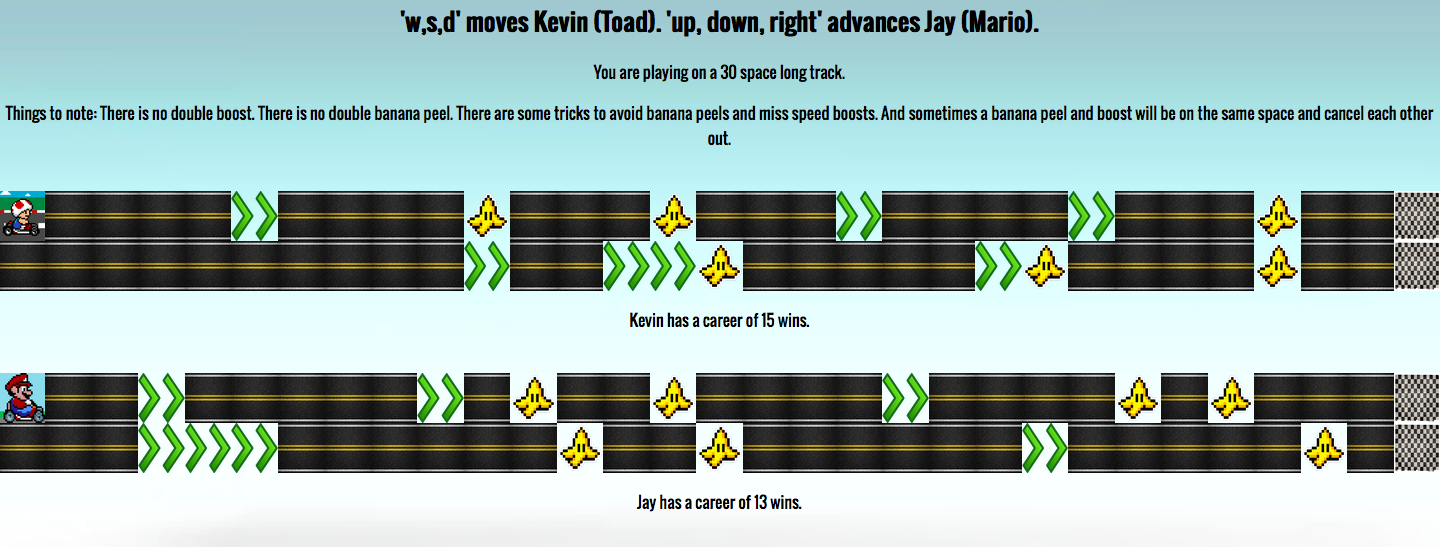 'w,s,d' moves Kevin (Toad). 'up, down, right' advances Jay (Mario).
You are playing on a 30 space long track.
Things to note: There is no double boost. There is no double banana peel. There are some tricks to avoid banana peels and miss speed boosts. And sometimes a banana peel and boost will be on the same space and cancel each other
out.
Kevin has a career of 15 wins.
Jay has a career of 13 wins.